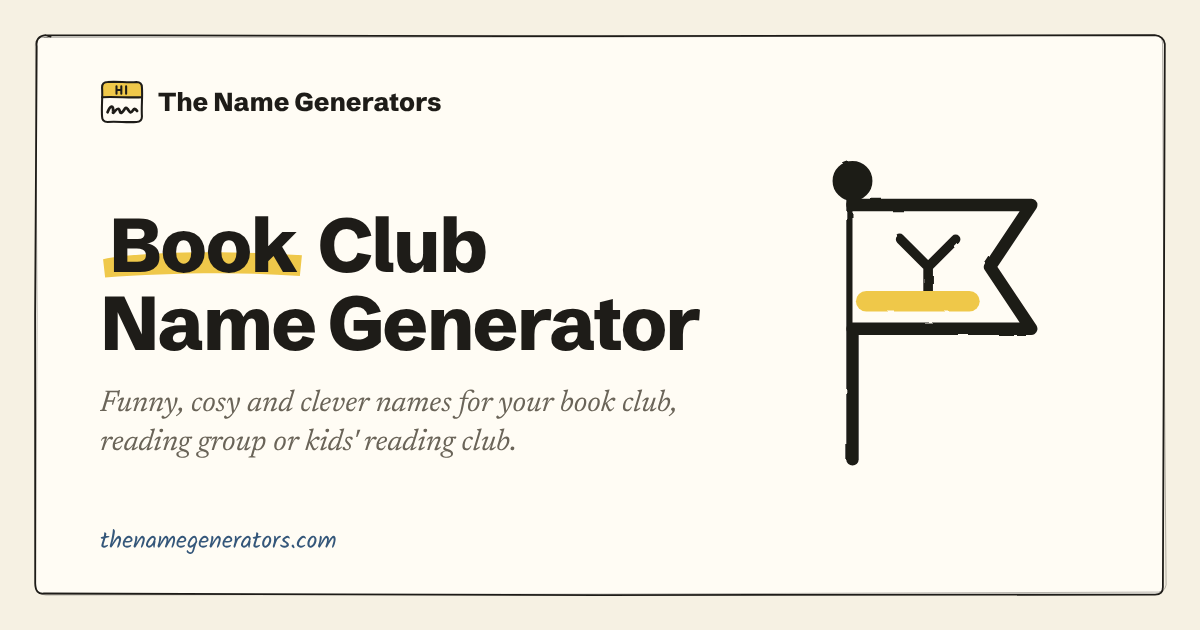 HI
The Name Generators
Book Club
Name Generator
Funny, cosy and clever names for your book club,
reading group or kids' reading club.
thenamegenerators.com